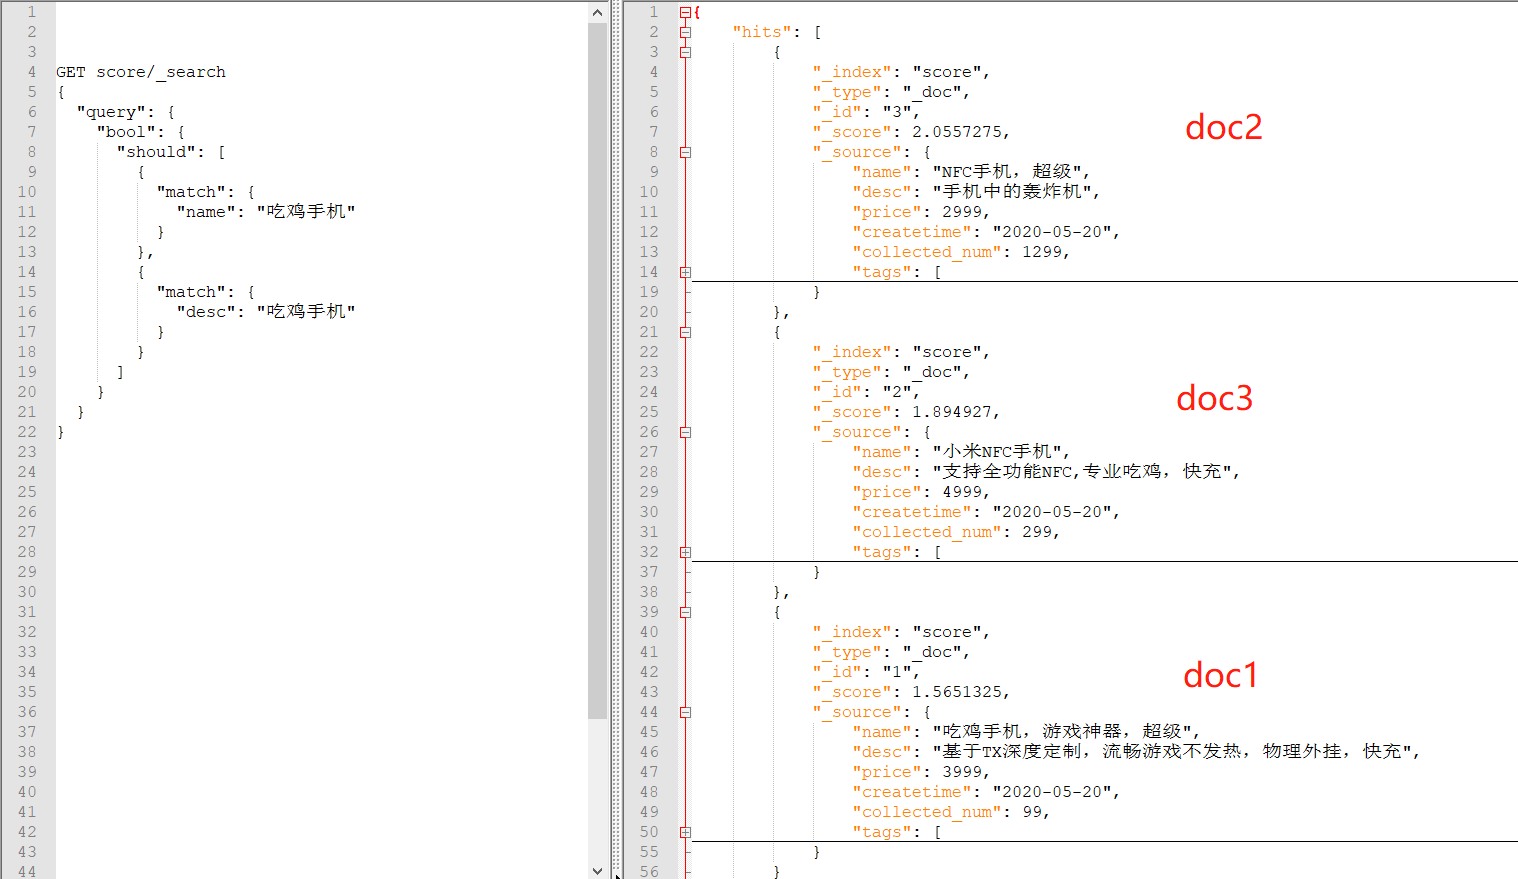 1
2
3
4 GET score/_search
5 {
6 "query": {
7 "bool": {
8 "should": [
9 {
10 "match": {
11 "name": "吃鸡手机"
12 }
13 },
14 {
15 "match": {
16 "desc": "吃鸡手机"
17 }
18 }
19 ]
20 }
21 }
22 }
23
24
25
26
27
28
29
30
31
32
33
34
35
36
37
38
39
40
41
42
43
44
1 {
2 "hits": [
3 {
4 "_index": "score",
5 "_type": "_doc",
6 "_id": "3",
doc2
7 "_score": 2.0557275,
8 "_source": {
9 "name": "NFC手机，超级",
10 "desc": "手机中的轰炸机",
11 "price": 2999,
12 "createtime": "2020-05-20",
13 "collected_num": 1299,
14 "tags": [
19 }
20 },
21 {
22 "_index": "score",
23 "_type": "_doc",
24 "_id": "2",
doc3
25 "_score": 1.894927,
26 "_source": {
27 "name": "小米NFC手机",
28 "desc": "支持全功能NFC,专业吃鸡，快充",
29 "price": 4999,
30 "createtime": "2020-05-20",
31 "collected_num": 299,
32 "tags": [
37 }
38 },
39 {
40 "_index": "score",
41 "_type": "_doc",
42 "_id": "1",
doc1
43 "_score": 1.5651325,
44 "_source": {
45 "name": "吃鸡手机，游戏神器，超级",
46 "desc": "基于TX深度定制，流畅游戏不发热，物理外挂，快充",
47 "price": 3999,
48 "createtime": "2020-05-20",
49 "collected_num": 99,
50 "tags": [
55 }
56 }